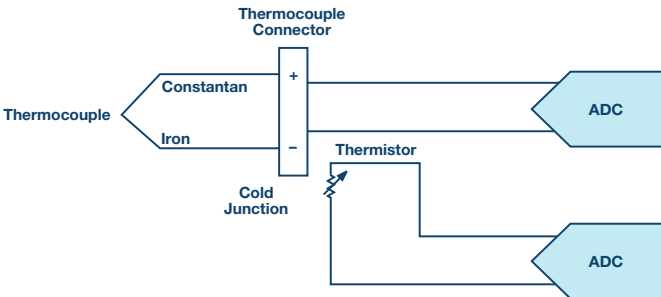 Thermocouple
Connector
Constantan
+
Thermocouple
ADC
Iron
−
Thermistor
Cold
Junction
ADC